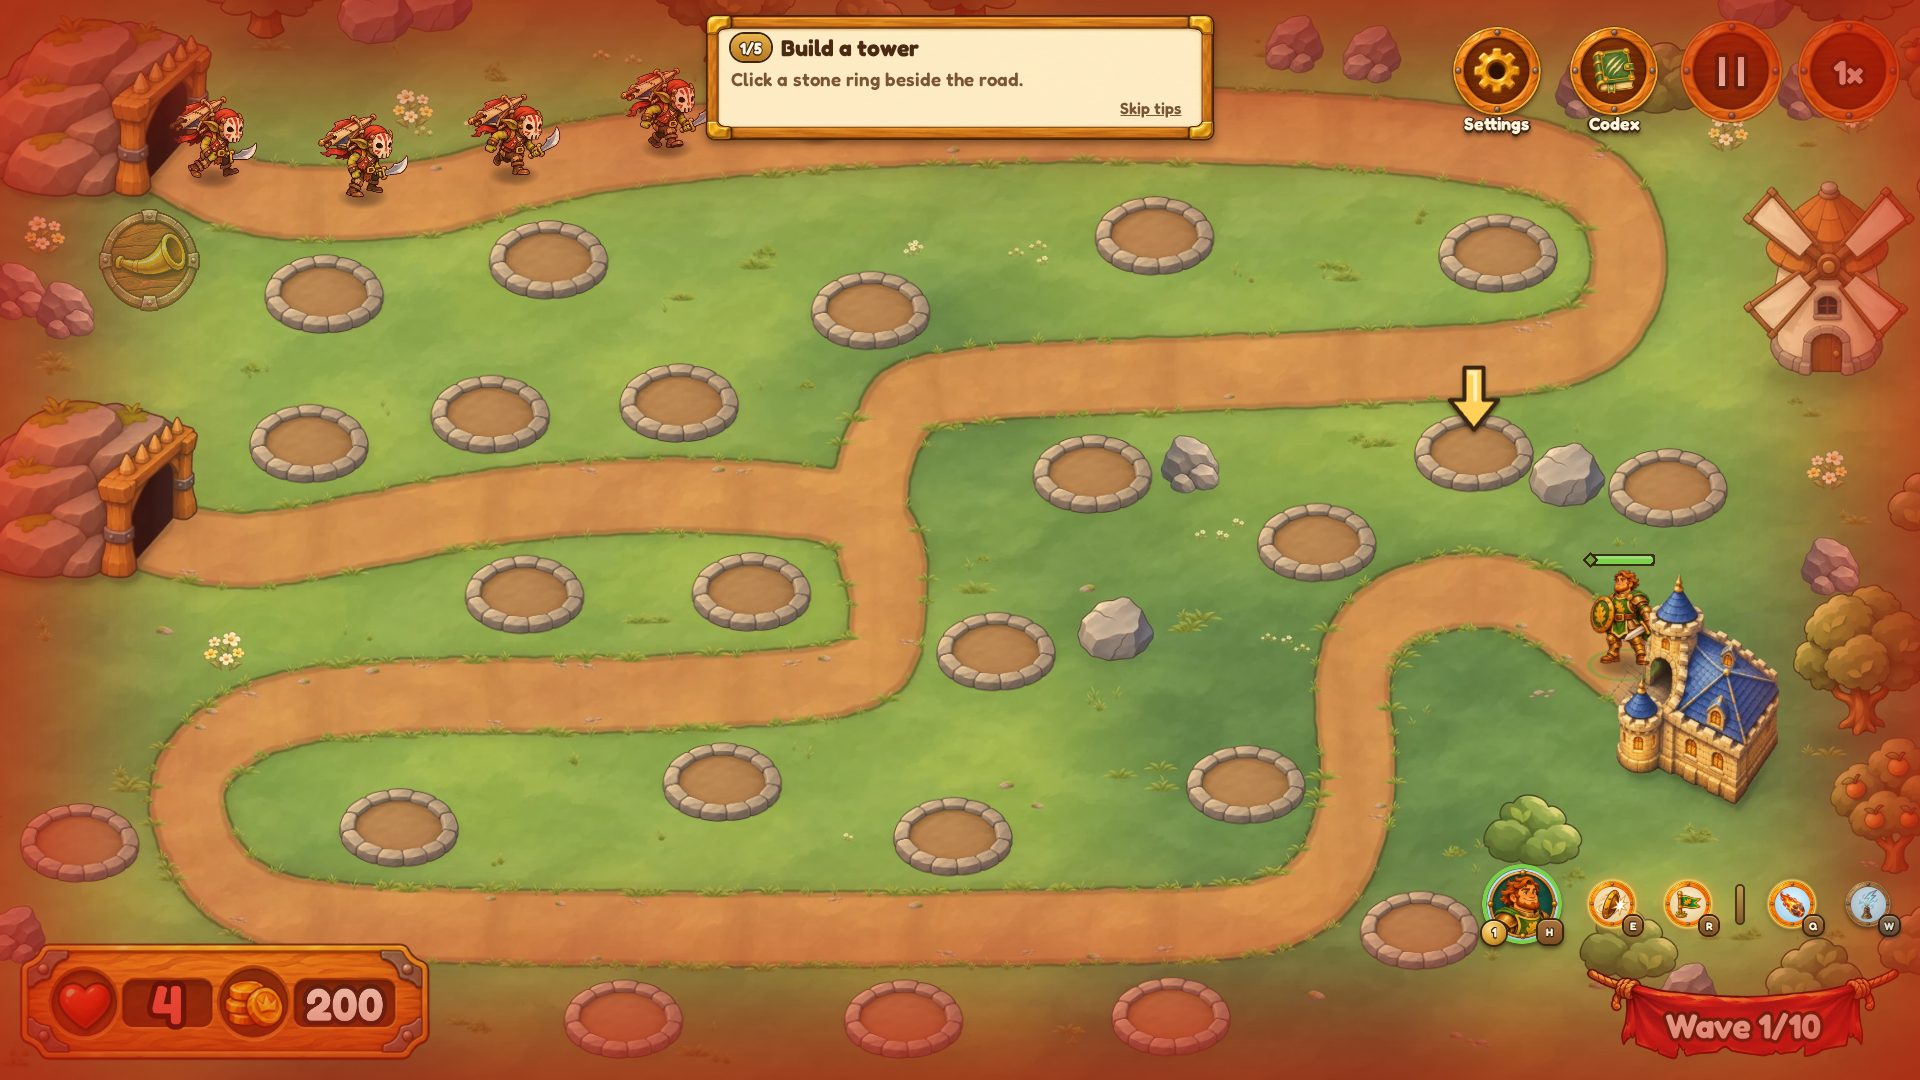 1/5 Build a tower
Click a stone ring beside the road.
Skip tips
1x
Settings
Codex
1
H
E
R
Q
W
4
200
Wave 1/10